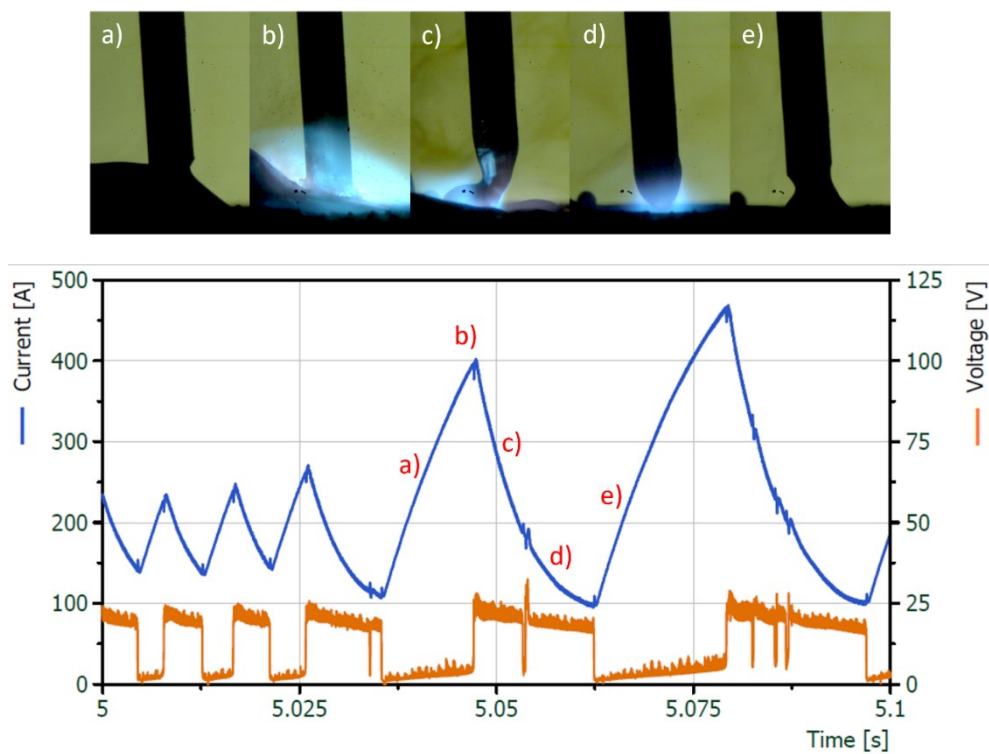 a) b) c) d) e)
Current [A]
Voltage [V]
500 125
400 100
300 75
200 50
100 25
0 0
b)
a) c)
e)
d)
5 5.025 5.05 5.075 5.1
Time [s]